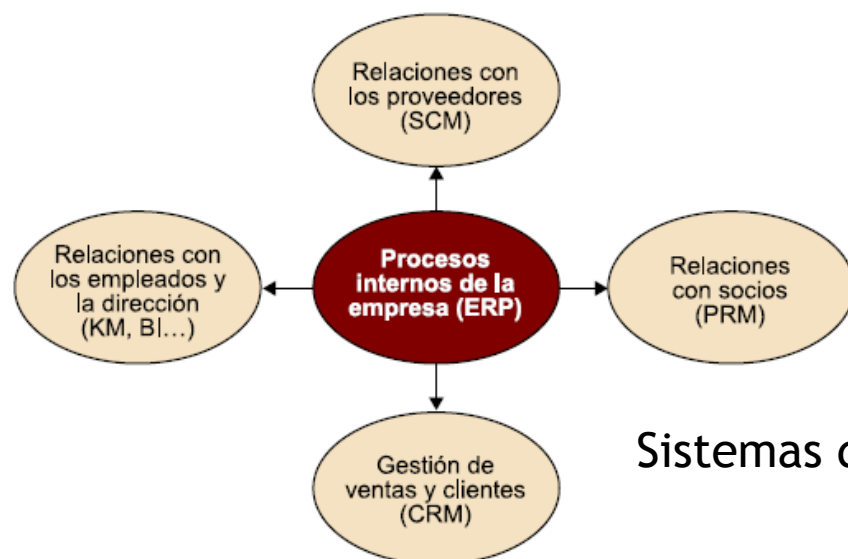 Relaciones con
los proveedores
(SCM)
Relaciones con
los empleados y
la dirección
(KM, BI...)
Procesos
internos de la
empresa (ERP)
Relaciones
con socios
(PRM)
Gestión de
ventas y clientes
(CRM)
Sistemas